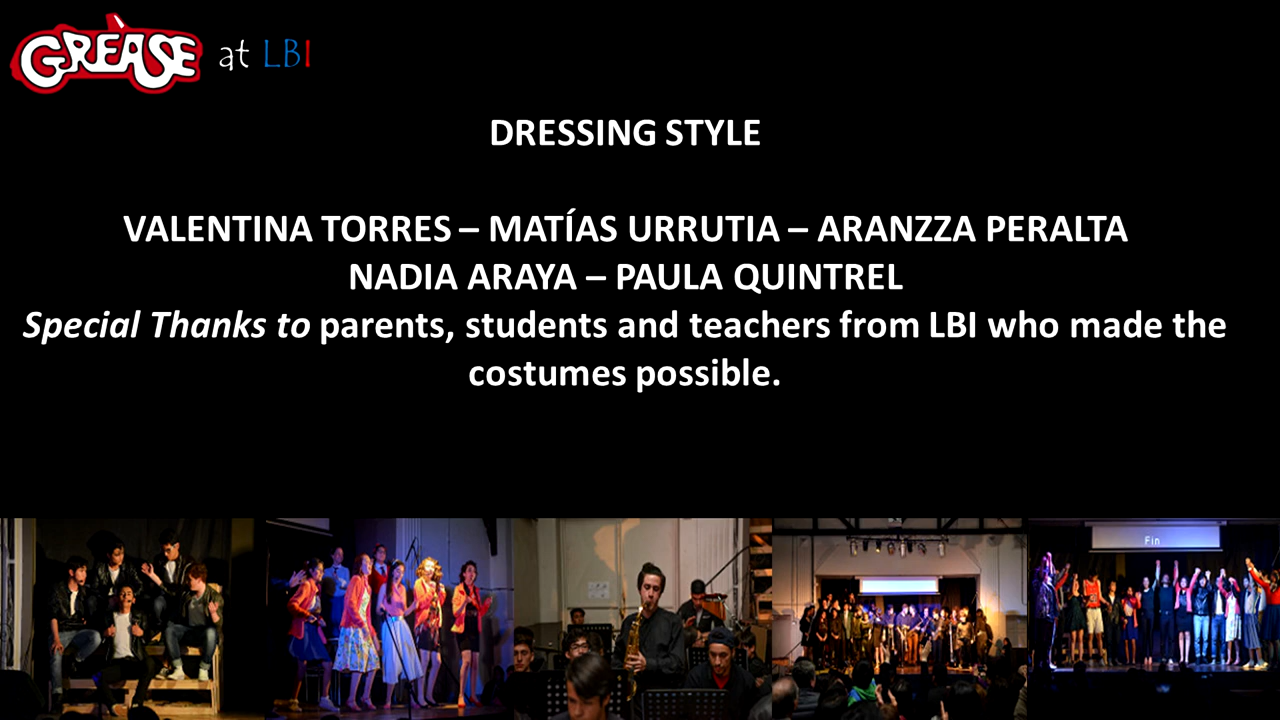 GREASE at LBI
DRESSING STYLE
VALENTINA TORRES – MATÍAS URRUTIA – ARANZZA PERALTA
NADIA ARAYA – PAULA QUINTREL
Special Thanks to parents, students and teachers from LBI who made the
costumes possible.
Fin